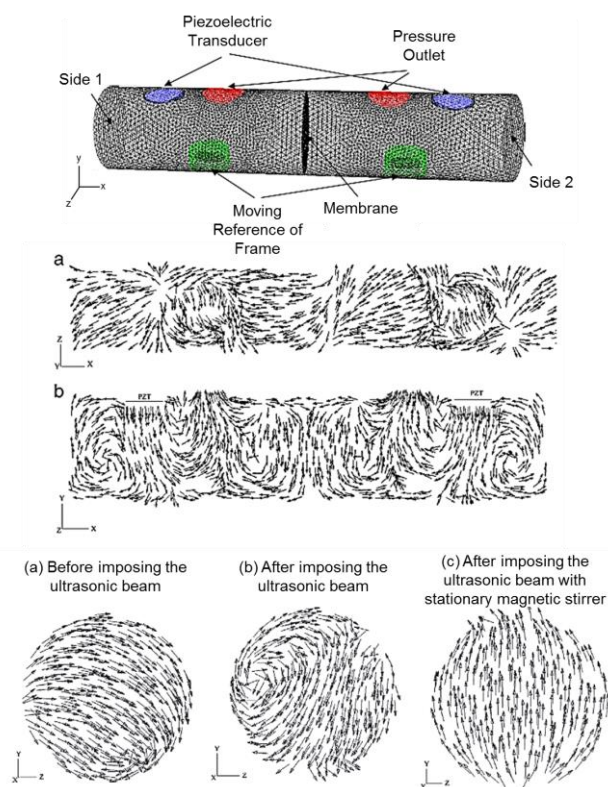 Piezoelectric
Transducer
Pressure
Outlet
Side 1
Side 2
y
z
x
Moving
Reference of
Frame
Membrane
a
Z
Y
X
b
PZT
PZT
Y
Z
X
(a) Before imposing the
ultrasonic beam
(b) After imposing the
ultrasonic beam
(c) After imposing the
ultrasonic beam with
stationary magnetic stirrer
Y
X
Z
Y
X
Z
Y
X
Z